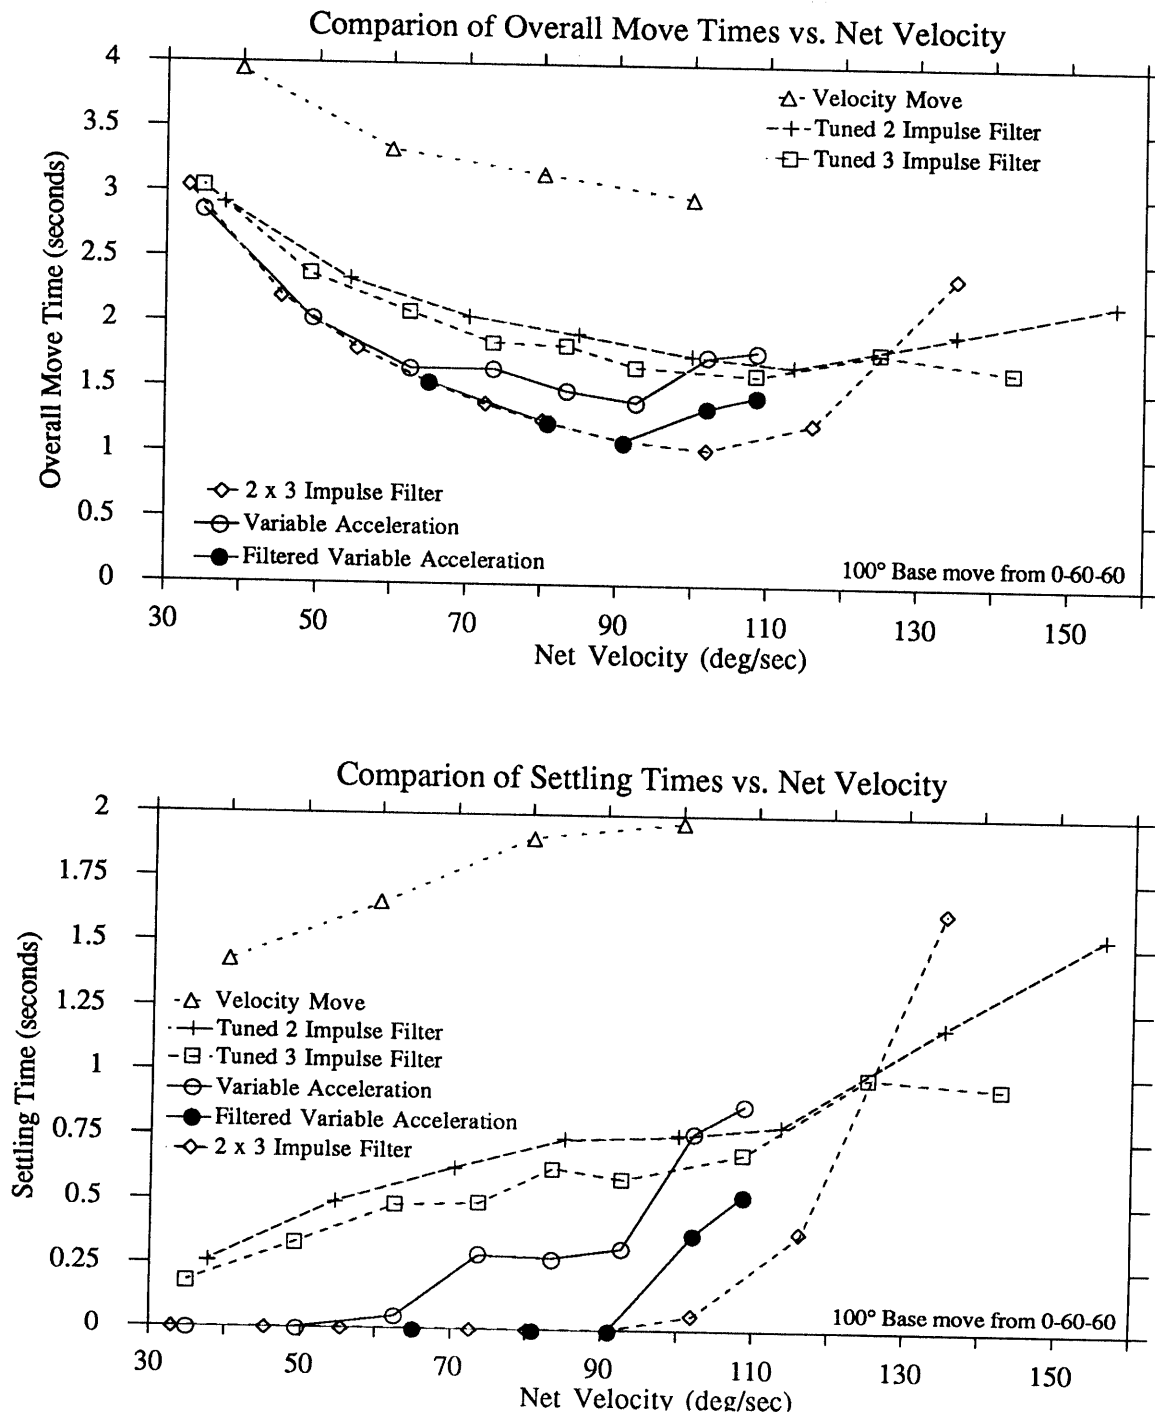 Comparion of Overall Move Times vs. Net Velocity
4
3.5
3
2.5
2
1.5
1
0.5
0
Overall Move Time (seconds)
Velocity Move
Tuned 2 Impulse Filter
Tuned 3 Impulse Filter
2 x 3 Impulse Filter
Variable Acceleration
Filtered Variable Acceleration
100° Base move from 0-60-60
30 50 70 90 110 130 150
Net Velocity (deg/sec)
Comparion of Settling Times vs. Net Velocity
2
1.75
1.5
1.25
1
0.75
0.5
0.25
0
Settling Time (seconds)
Velocity Move
Tuned 2 Impulse Filter
Tuned 3 Impulse Filter
Variable Acceleration
Filtered Variable Acceleration
2 x 3 Impulse Filter
100° Base move from 0-60-60
30 50 70 90 110 130 150
Net Velocity (deg/sec)